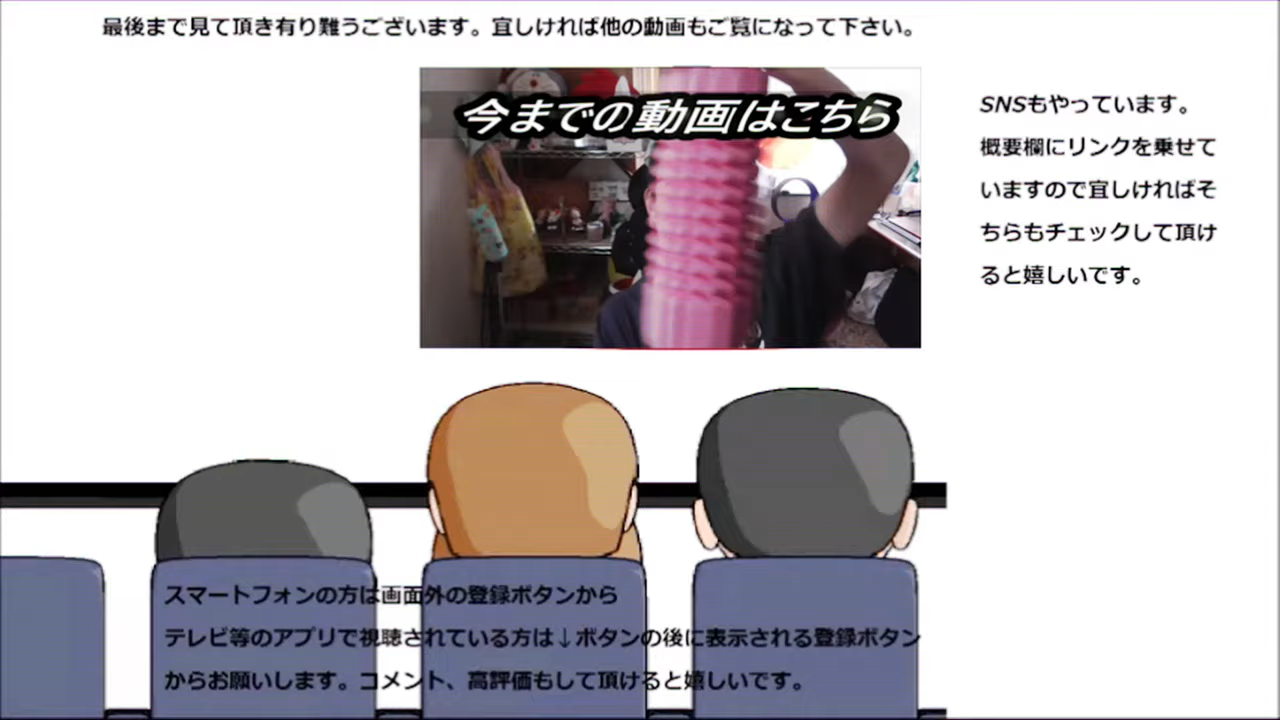 最後まで見て頂き有り難うございます。宜しければ他の動画もご覧になって下さい。
今までの動画はこちら
SNSもやっています。
概要欄にリンクを乗せて
いますので宜しければそ
ちらもチェックして頂け
ると嬉しいです。
スマートフォンの方は画面外の登録ボタンから
テレビ等のアプリで視聴されている方は↓ボタンの後に表示される登録ボタン
からお願いします。コメント、高評価もして頂けると嬉しいです。